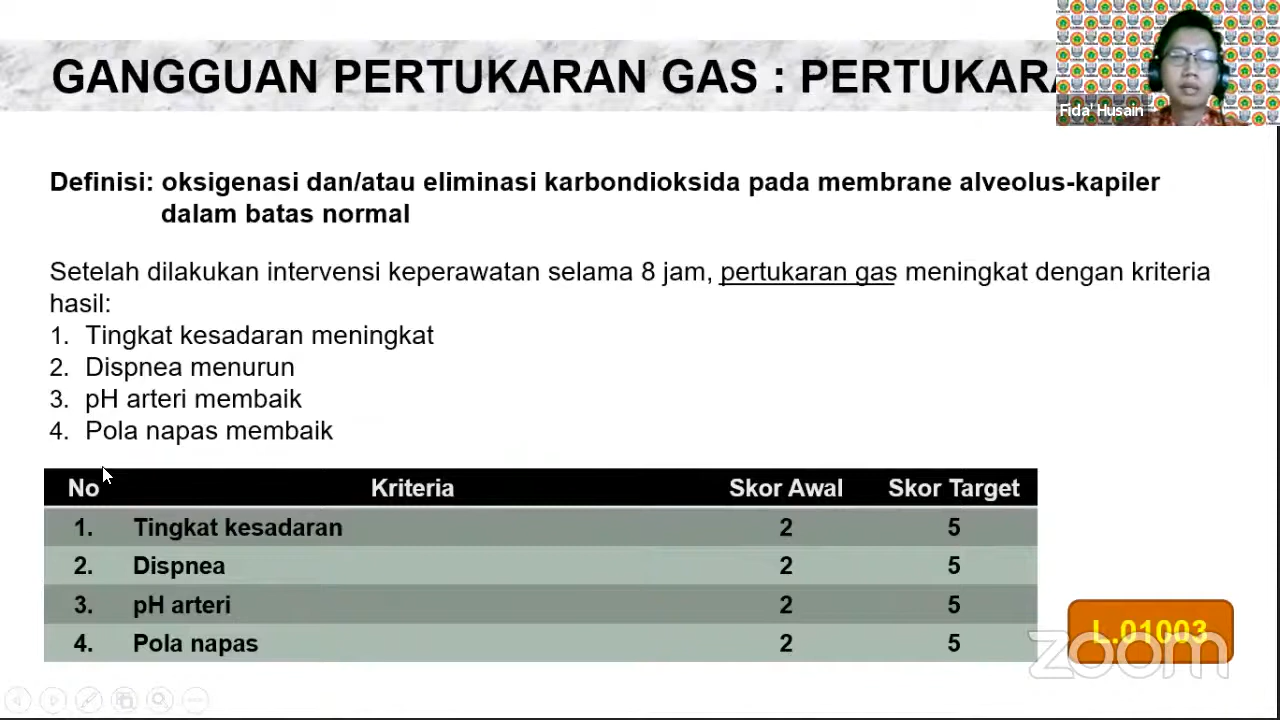 GANGGUAN PERTUKARAN GAS : PERTUKARA
Fida' Husain
Definisi: oksigenasi dan/atau eliminasi karbondioksida pada membrane alveolus-kapiler
dalam batas normal
Setelah dilakukan intervensi keperawatan selama 8 jam, pertukaran gas meningkat dengan kriteria
hasil:
1. Tingkat kesadaran meningkat
2. Dispnea menurun
3. pH arteri membaik
4. Pola napas membaik
No Kriteria Skor Awal Skor Target
1. Tingkat kesadaran 2 5
2. Dispnea 2 5
3. pH arteri 2 5
4. Pola napas 2 5
L.01003
zoom